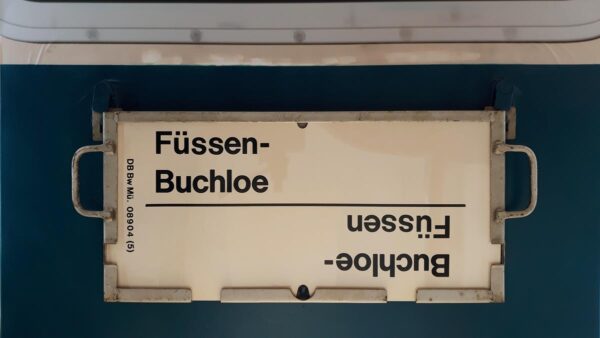 Füssen-
Buchloe
Buchloe-
Füssen
DB Bw Mü. 08904 (5)